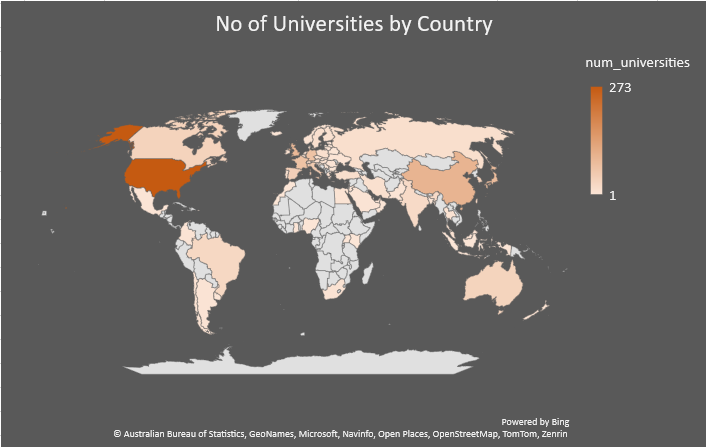 No of Universities by Country
num_universities
273
1
Powered by Bing
© Australian Bureau of Statistics, GeoNames, Microsoft, Navinfo, Open Places, OpenStreetMap, TomTom, Zenrin